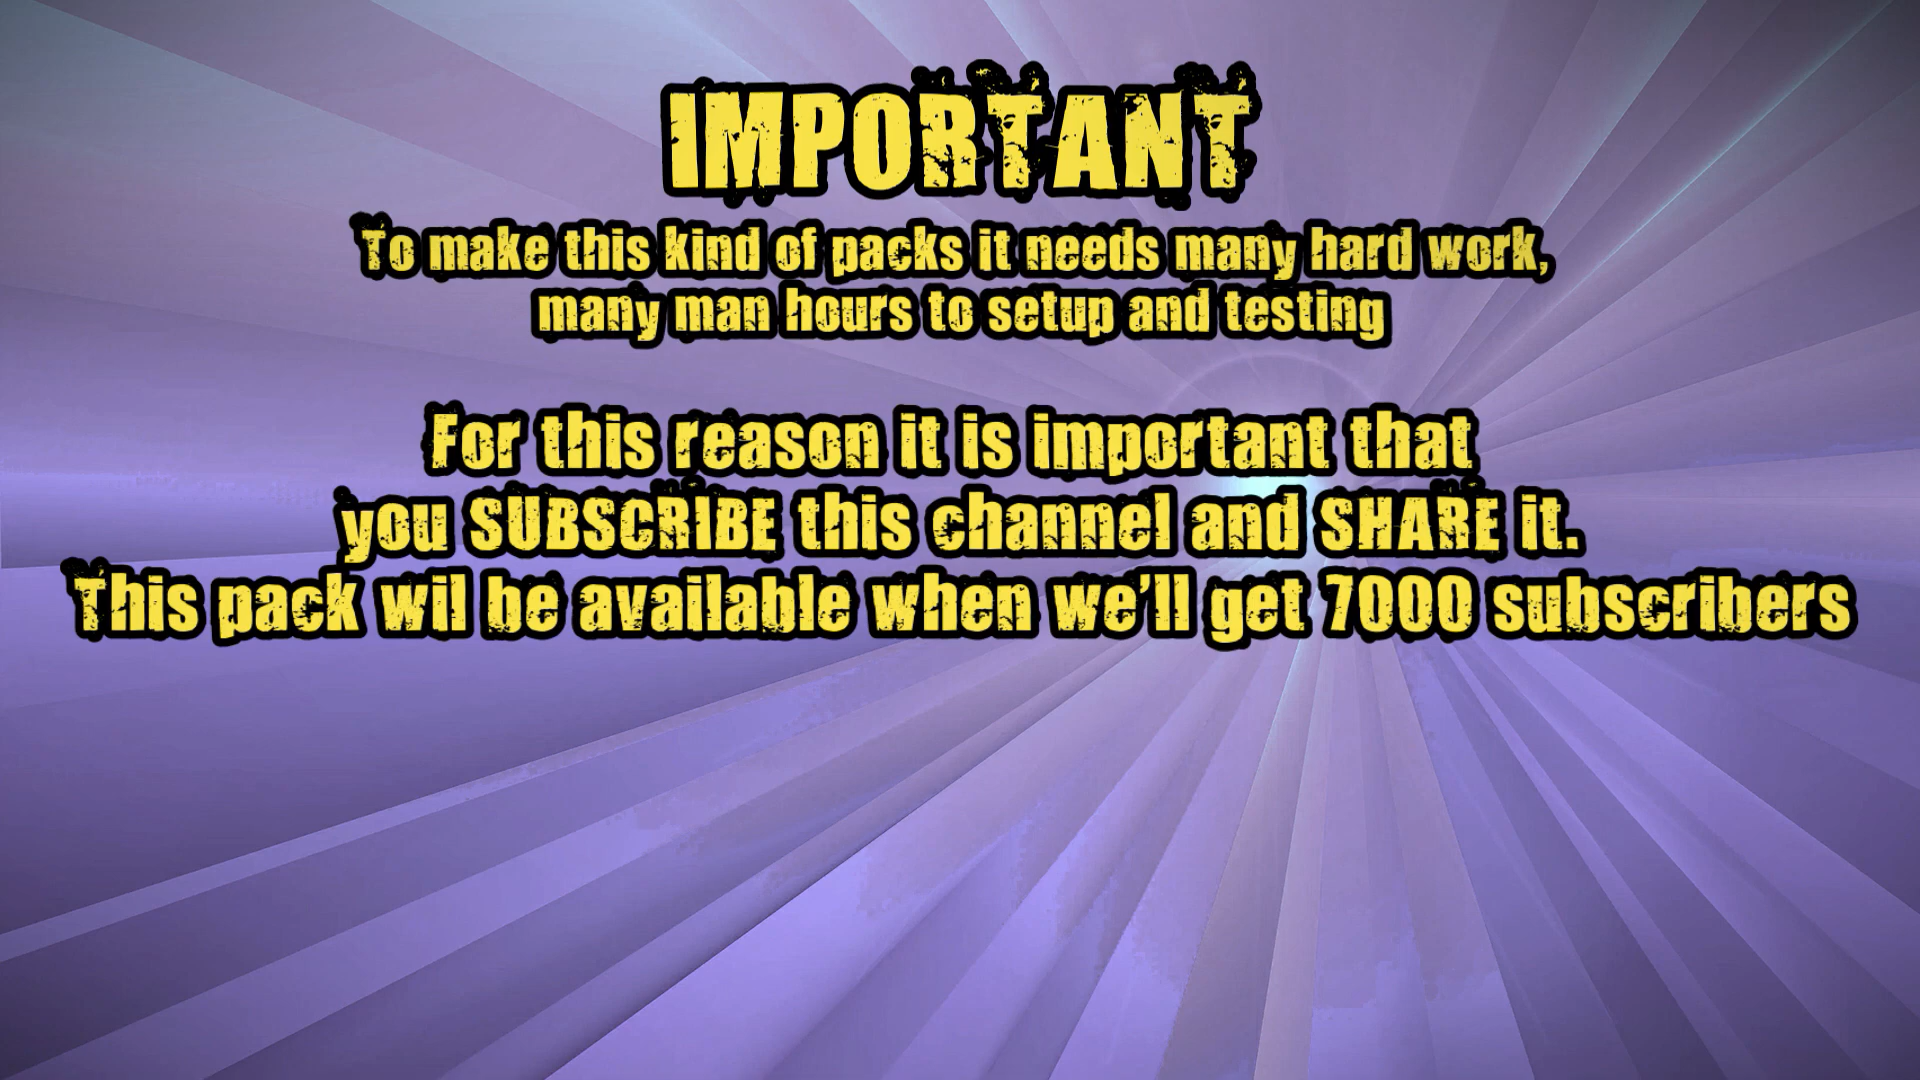 IMPORTANT
To make this kind of packs it needs many hard work,
many man hours to setup and testing
For this reason it is important that
you SUBSCRIBE this channel and SHARE it.
This pack wil be available when we'll get 7000 subscribers